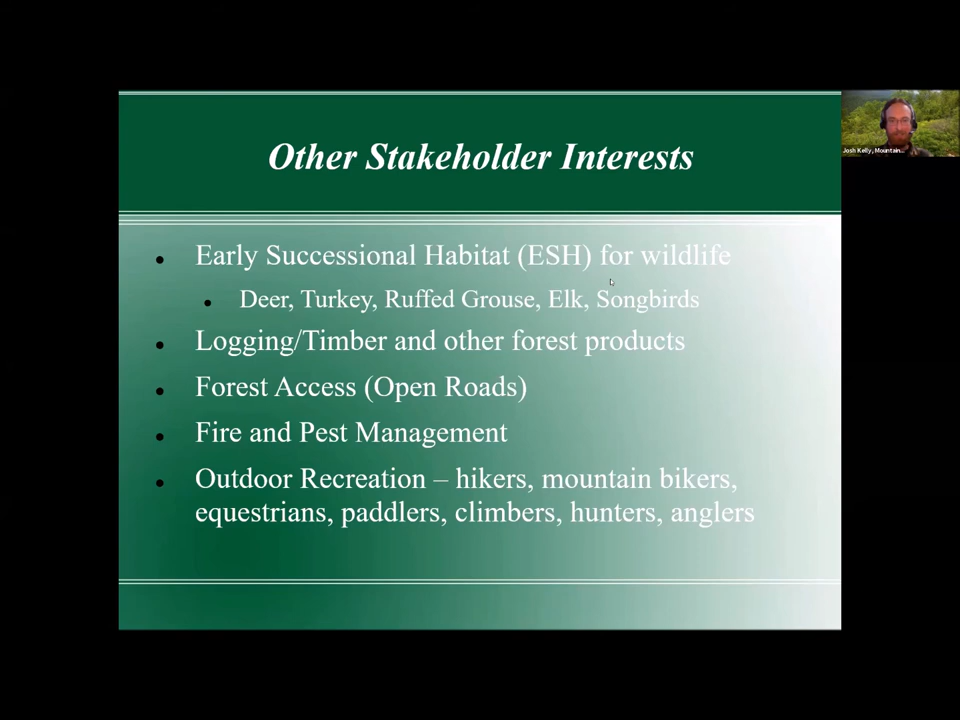 Other Stakeholder Interests
Josh Kelly, Mountain...
Early Successional Habitat (ESH) for wildlife
Deer, Turkey, Ruffed Grouse, Elk, Songbirds
Logging/Timber and other forest products
Forest Access (Open Roads)
Fire and Pest Management
Outdoor Recreation – hikers, mountain bikers,
equestrians, paddlers, climbers, hunters, anglers